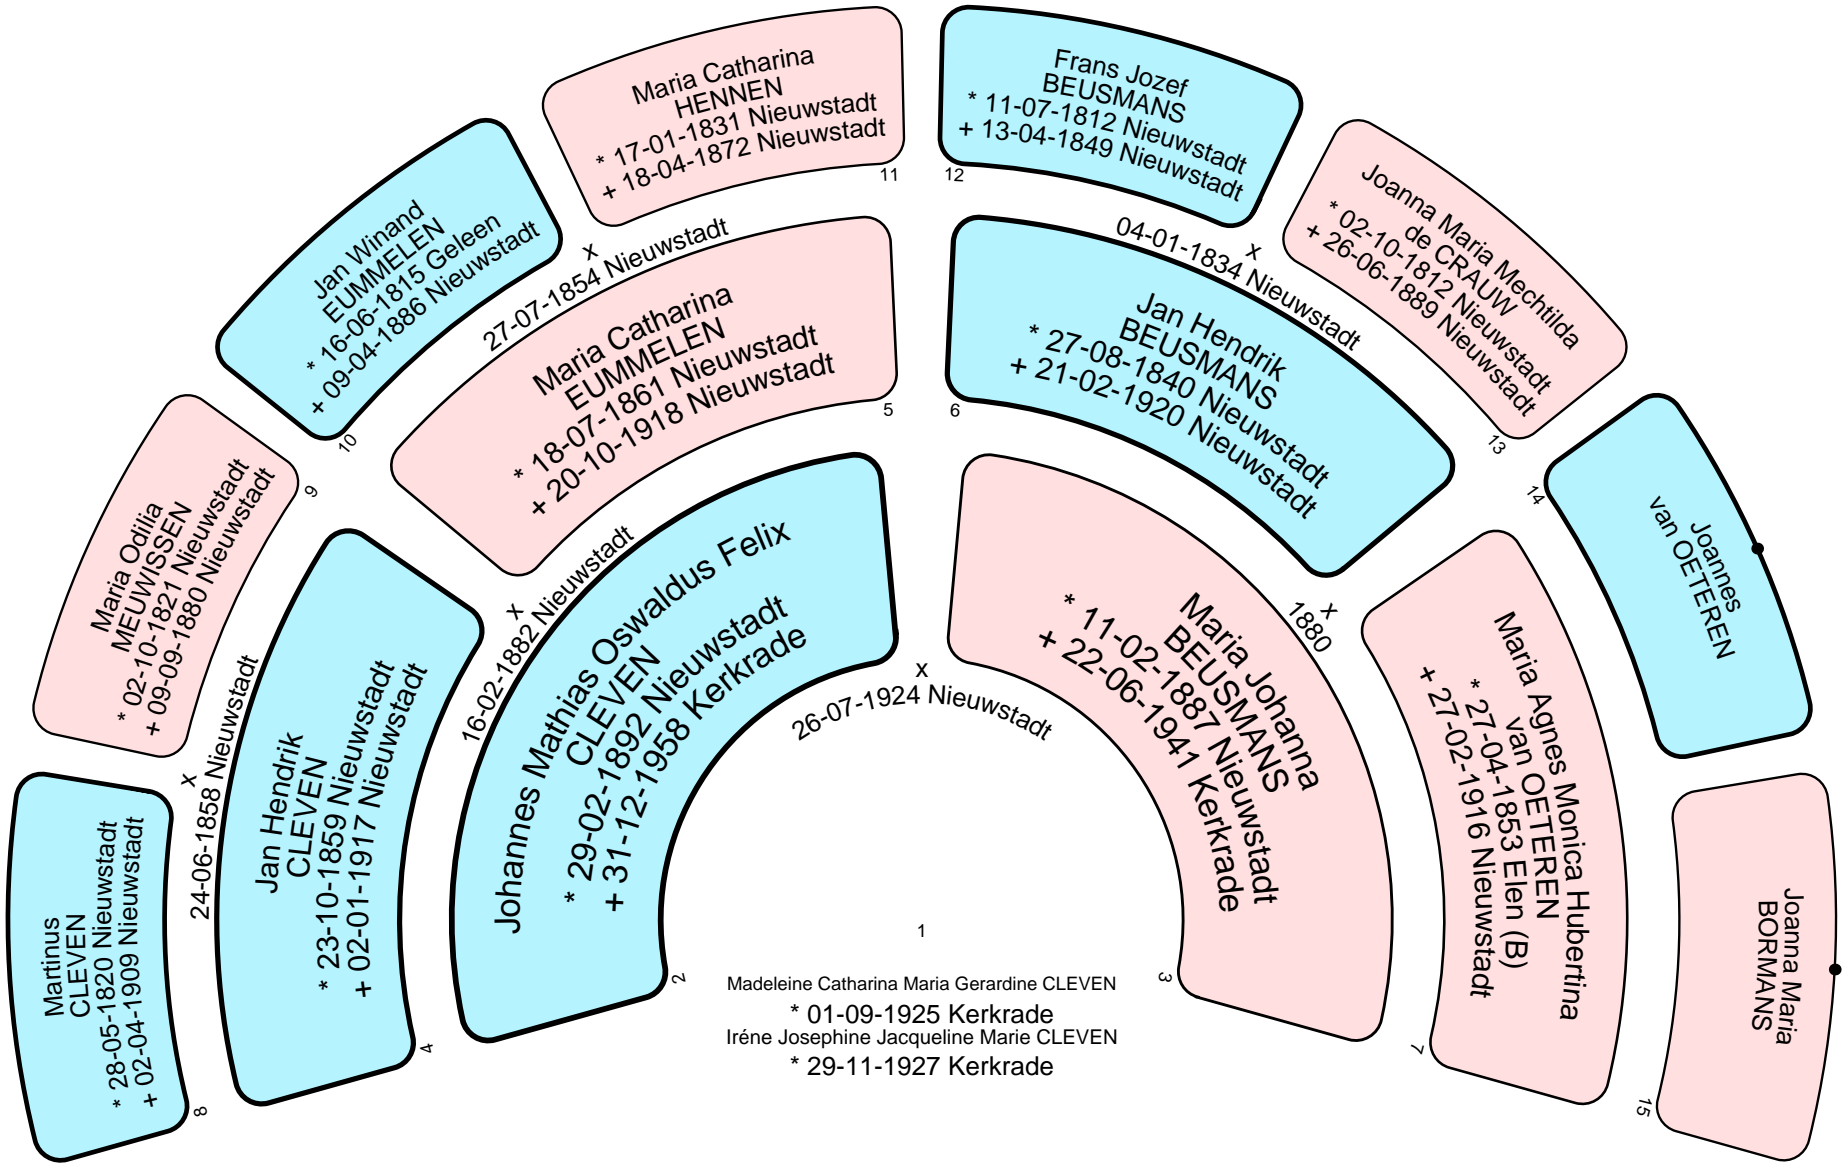 1
Madeleine Catharina Maria Gerardine CLEVEN
* 01-09-1925 Kerkrade
Iréne Josephine Jacqueline Marie CLEVEN
* 29-11-1927 Kerkrade
Johannes Mathias Oswaldus Felix
CLEVEN
* 29-02-1892 Nieuwstadt
+ 31-12-1958 Kerkrade
2
x
26-07-1924 Nieuwstadt
Maria Johanna
BEUSMANS
* 11-02-1887 Nieuwstadt
+ 22-06-1941 Kerkrade
3
Jan Hendrik
CLEVEN
* 23-10-1859 Nieuwstadt
+ 02-01-1917 Nieuwstadt
4
x
16-02-1882 Nieuwstadt
Maria Catharina
EUMMELEN
* 18-07-1861 Nieuwstadt
+ 20-10-1918 Nieuwstadt
5
Jan Hendrik
BEUSMANS
* 27-08-1840 Nieuwstadt
+ 21-02-1920 Nieuwstadt
6
x
1880
Maria Agnes Monica Hubertina
van OETEREN
* 27-04-1853 Elen (B)
+ 27-02-1916 Nieuwstadt
7
Martinus
CLEVEN
* 28-05-1820 Nieuwstadt
+ 02-04-1909 Nieuwstadt
8
x
24-06-1858 Nieuwstadt
Maria Odilia
MEUWISSEN
* 02-10-1821 Nieuwstadt
+ 09-09-1880 Nieuwstadt
9
Jan Winand
EUMMELEN
* 16-06-1815 Geleen
+ 09-04-1886 Nieuwstadt
10
x
27-07-1854 Nieuwstadt
Maria Catharina
HENNEN
* 17-01-1831 Nieuwstadt
+ 18-04-1872 Nieuwstadt
11
Frans Jozef
BEUSMANS
* 11-07-1812 Nieuwstadt
+ 13-04-1849 Nieuwstadt
12
x
04-01-1834 Nieuwstadt
Joanna Maria Mechtilda
de CRAUW
* 02-10-1812 Nieuwstadt
+ 26-06-1889 Nieuwstadt
13
Joannes
van OETEREN
14
Joanna Maria
BORMANS
15